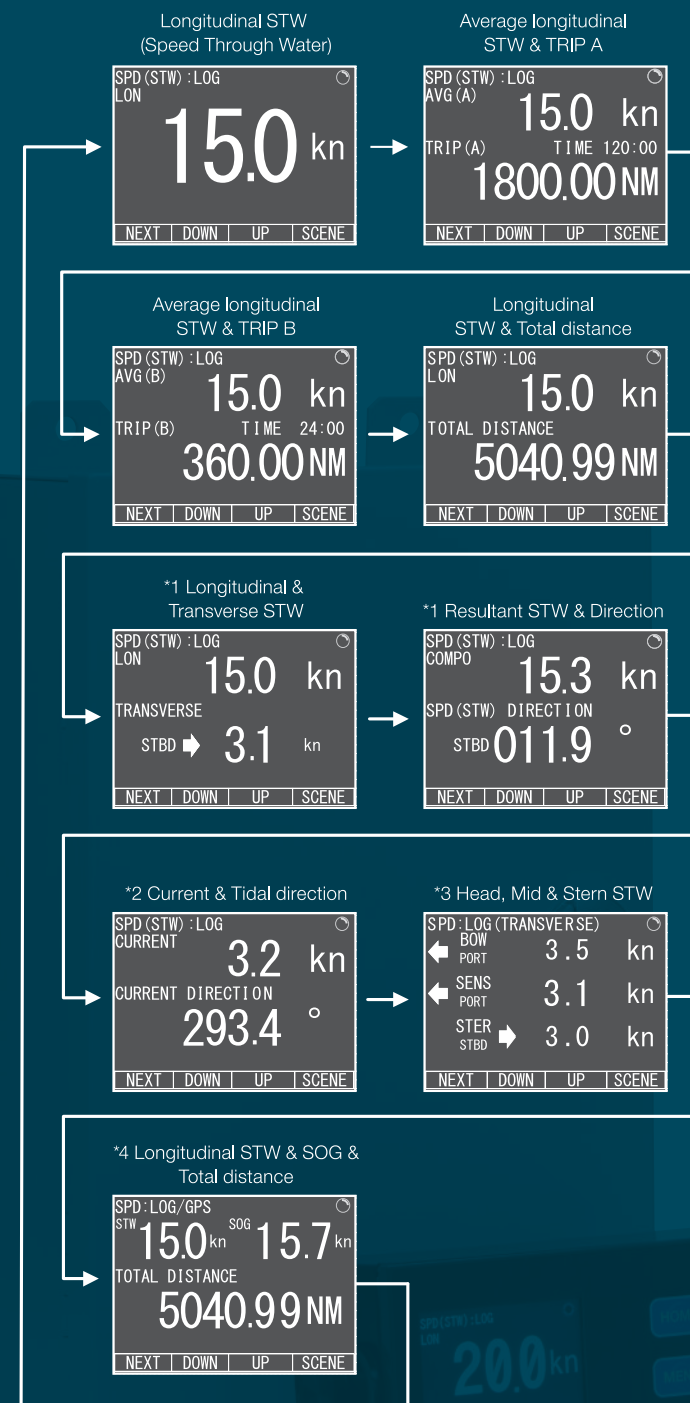 Longitudinal STW
(Speed Through Water)
SPD(STW):LOG
LON
15.0 kn
NEXT DOWN UP SCENE
Average longitudinal
STW & TRIP A
SPD(STW):LOG
AVG(A)
15.0 kn
TRIP(A) TIME 120:00
1800.00 NM
NEXT DOWN UP SCENE
Average longitudinal
STW & TRIP B
SPD(STW):LOG
AVG(B)
15.0 kn
TRIP(B) TIME 24:00
360.00 NM
NEXT DOWN UP SCENE
Longitudinal
STW & Total distance
SPD(STW):LOG
LON
15.0 kn
TOTAL DISTANCE
5040.99 NM
NEXT DOWN UP SCENE
*1 Longitudinal &
Transverse STW
SPD(STW):LOG
LON
15.0 kn
TRANSVERSE
STBD 3.1 kn
NEXT DOWN UP SCENE
*1 Resultant STW & Direction
SPD(STW):LOG
COMPO
15.3 kn
SPD(STW) DIRECTION
STBD 011.9 °
NEXT DOWN UP SCENE
*2 Current & Tidal direction
SPD(STW):LOG
CURRENT
3.2 kn
CURRENT DIRECTION
293.4 °
NEXT DOWN UP SCENE
*3 Head, Mid & Stern STW
SPD:LOG(TRANSVERSE)
BOW
PORT 3.5 kn
SENS
PORT 3.1 kn
STER
STBD 3.0 kn
NEXT DOWN UP SCENE
*4 Longitudinal STW & SOG &
Total distance
SPD:LOG/GPS
STW 15.0 kn SOG 15.7 kn
TOTAL DISTANCE
5040.99 NM
NEXT DOWN UP SCENE
SPD(STW):LOG
LON
20.0 kn